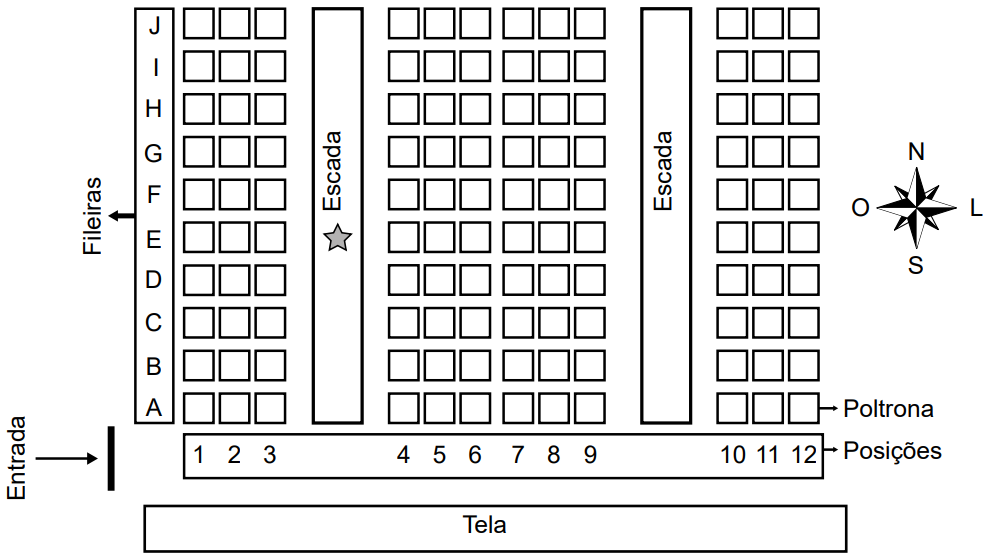 J
I
H
G
F
E
D
C
B
A
Fileiras
Escada
Escada
N
O
L
S
Entrada
Poltrona
1 2 3 4 5 6 7 8 9 10 11 12
Posições
Tela